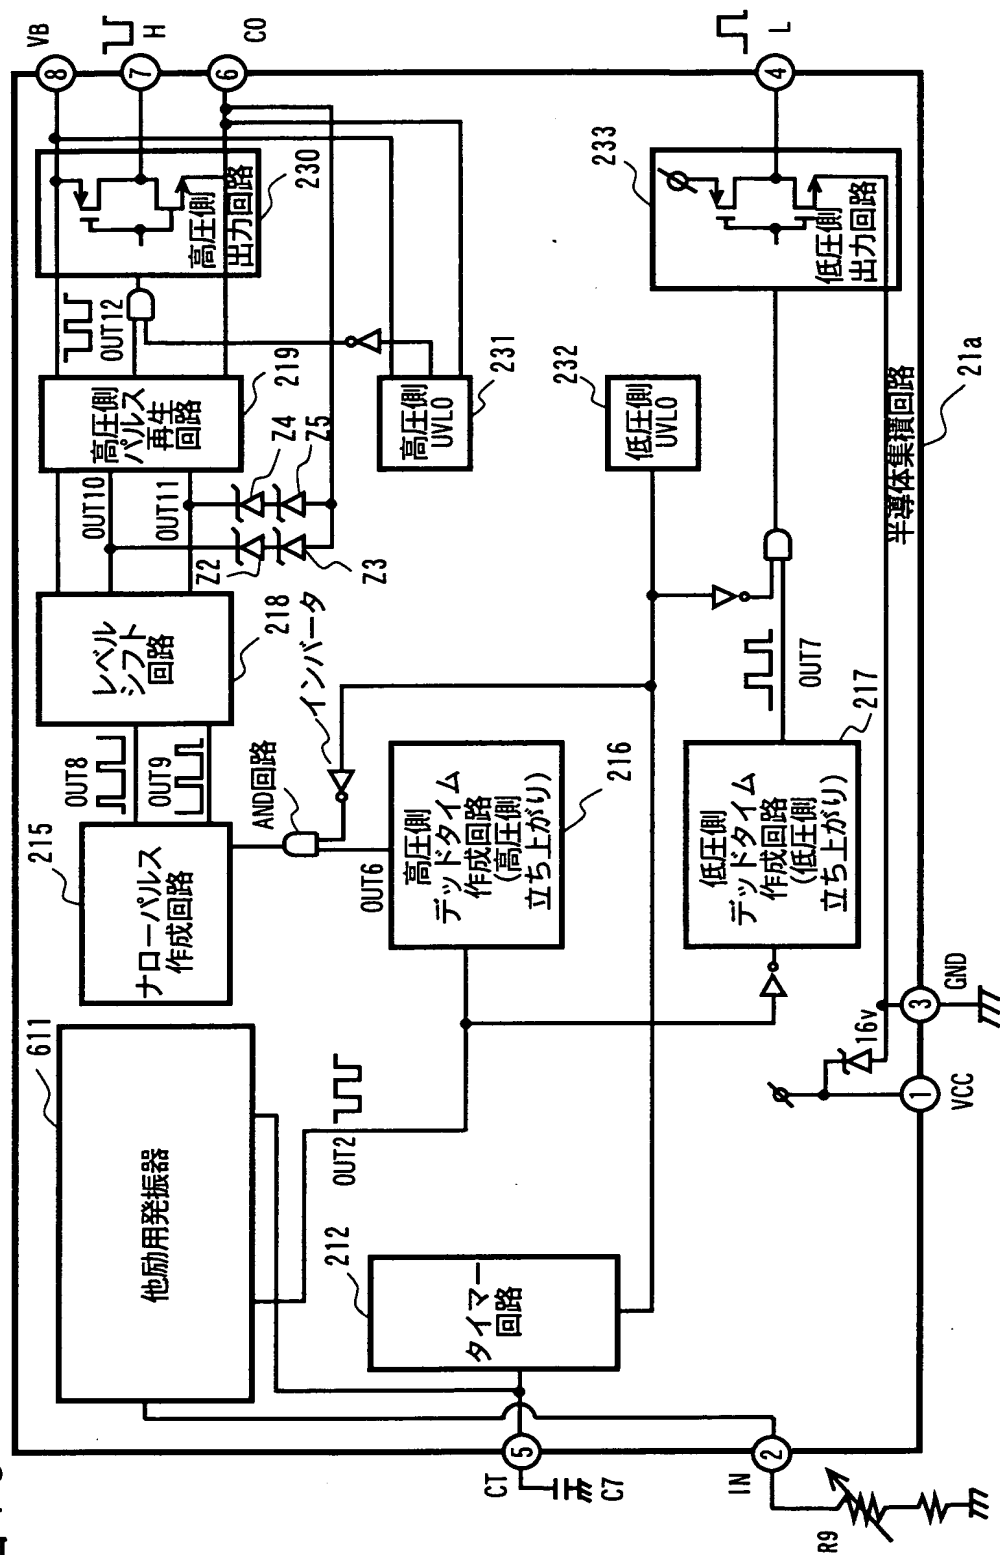 611
他励用発振器
215
ナローパルス
作成回路
OUT8
OUT9
レベル
シフト
回路
218
OUT10
OUT11
高圧側
パルス
再生
回路
219
OUT12
高圧側
出力回路
230
VB
8
H
7
CO
6
Z2
Z3
Z4
Z5
高圧側
UVLO
231
インバータ
AND回路
OUT6
高圧側
デッドタイム
作成回路
(高圧側
立ち上がり)
216
OUT2
212
タイマー
回路
232
低圧側
UVLO
233
低圧側
出力回路
4
L
低圧側
デッドタイム
作成回路
(低圧側
立ち上がり)
217
OUT7
CT
5
C7
IN
2
R9
16v
1
VCC
3
GND
半導体集積回路
21a